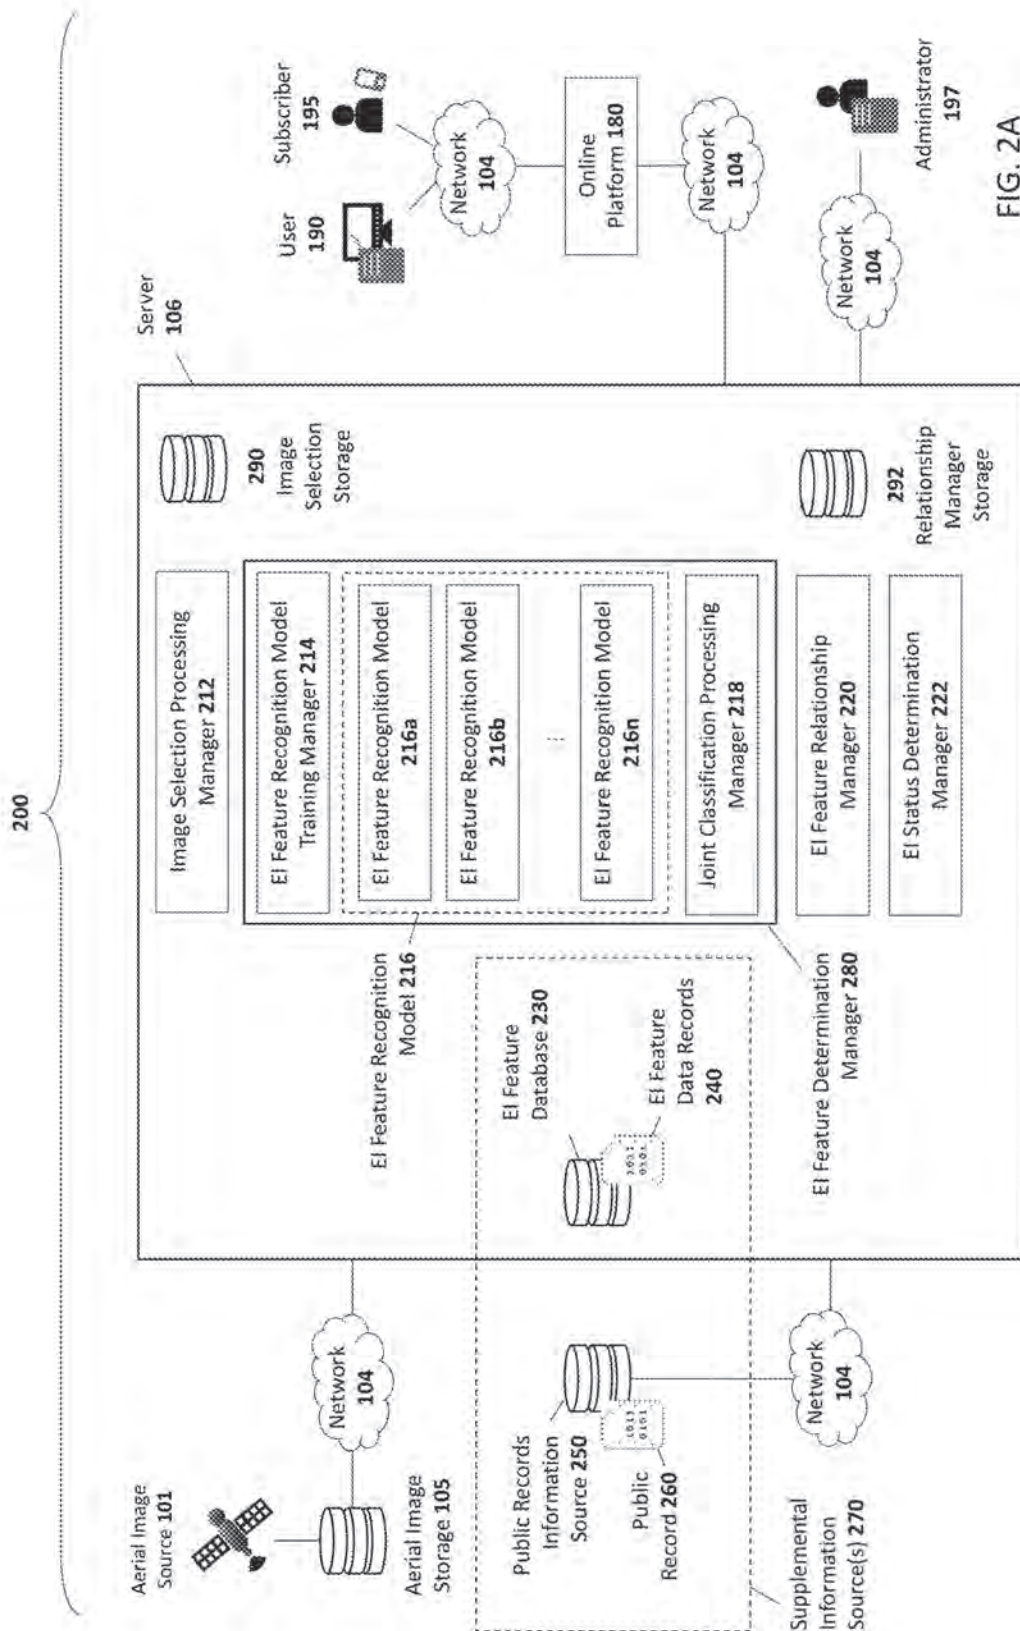 200
Aerial Image
Source 101
Aerial Image
Storage 105
Network
104
Public Records
Information
Source 250
Public
Record 260
Supplemental
Information
Source(s) 270
Network
104
Server
106
EI Feature Recognition
Model 216
EI Feature
Database 230
EI Feature
Data Records
240
EI Feature Determination
Manager 280
Image Selection Processing
Manager 212
EI Feature Recognition Model
Training Manager 214
EI Feature Recognition Model
216a
EI Feature Recognition Model
216b
...
EI Feature Recognition Model
216n
Joint Classification Processing
Manager 218
EI Feature Relationship
Manager 220
EI Status Determination
Manager 222
290
Image
Selection
Storage
292
Relationship
Manager
Storage
User
190
Subscriber
195
Network
104
Online
Platform 180
Network
104
Network
104
Administrator
197
FIG. 2A